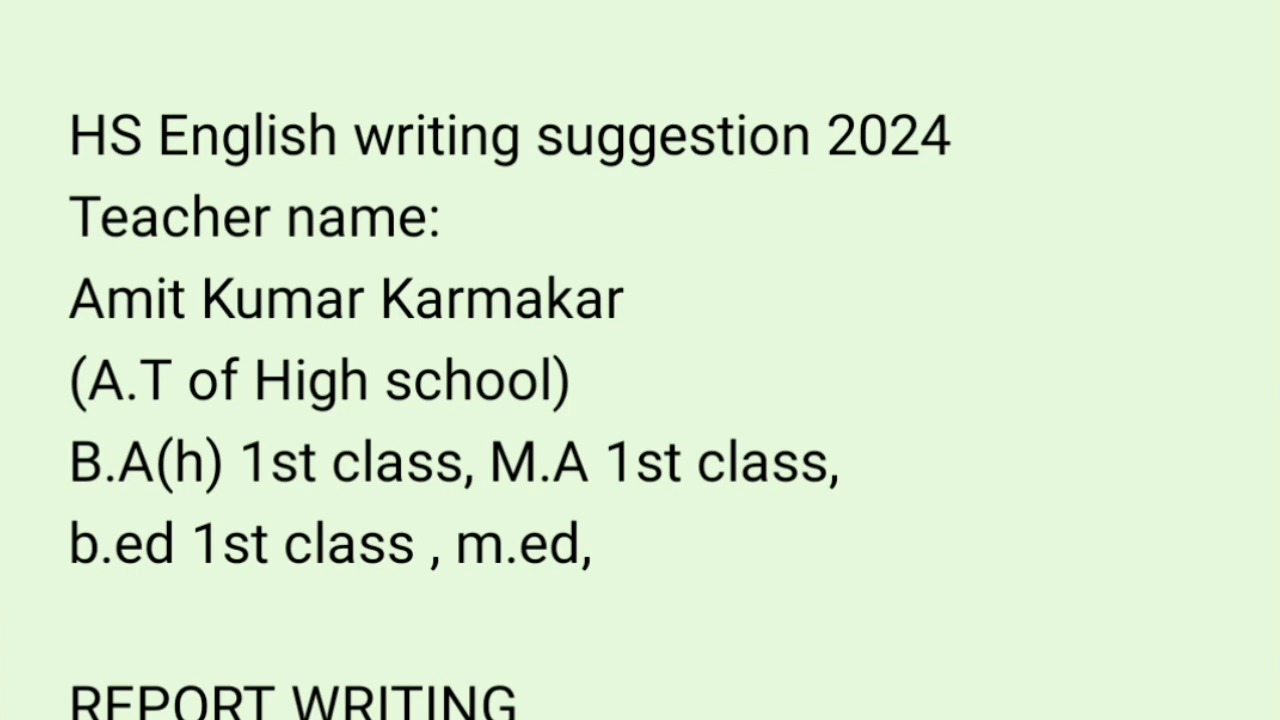 HS English writing suggestion 2024
Teacher name:
Amit Kumar Karmakar
(A.T of High school)
B.A(h) 1st class, M.A 1st class,
b.ed 1st class , m.ed,
REPORT WRITING